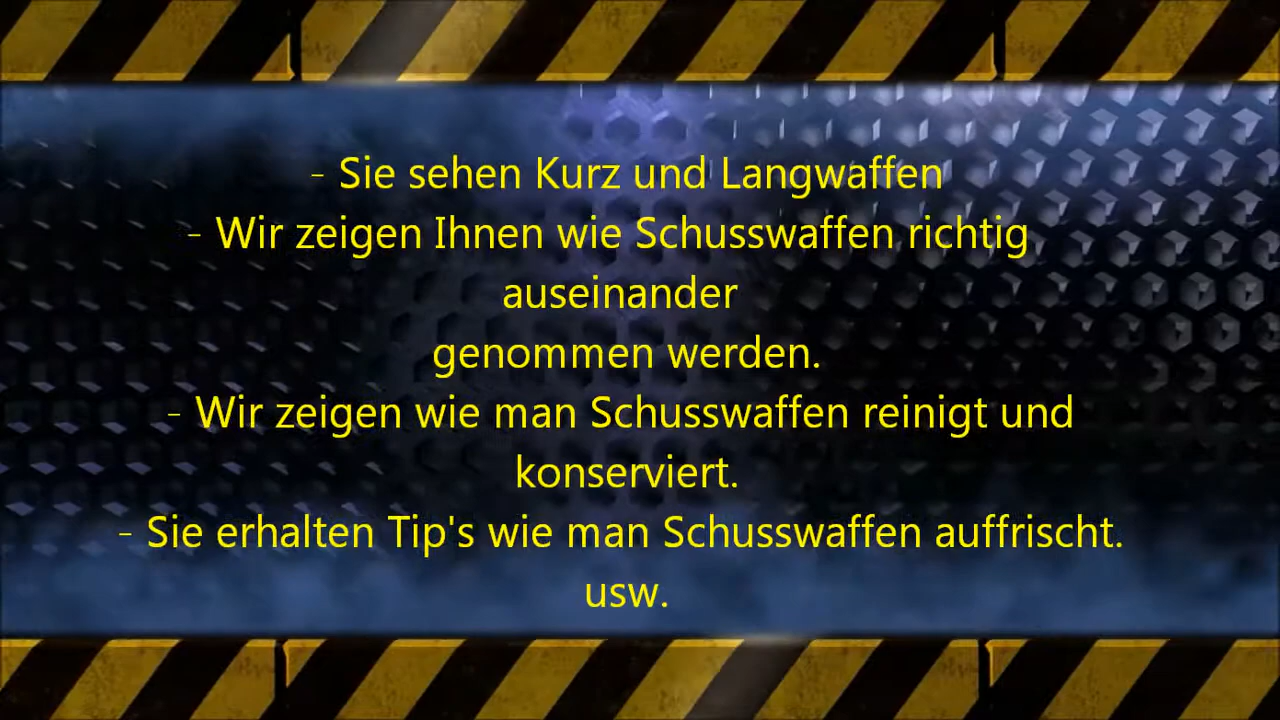 - Sie sehen Kurz und Langwaffen
- Wir zeigen Ihnen wie Schusswaffen richtig
auseinander
genommen werden.
- Wir zeigen wie man Schusswaffen reinigt und
konserviert.
- Sie erhalten Tip's wie man Schusswaffen auffrischt.
usw.